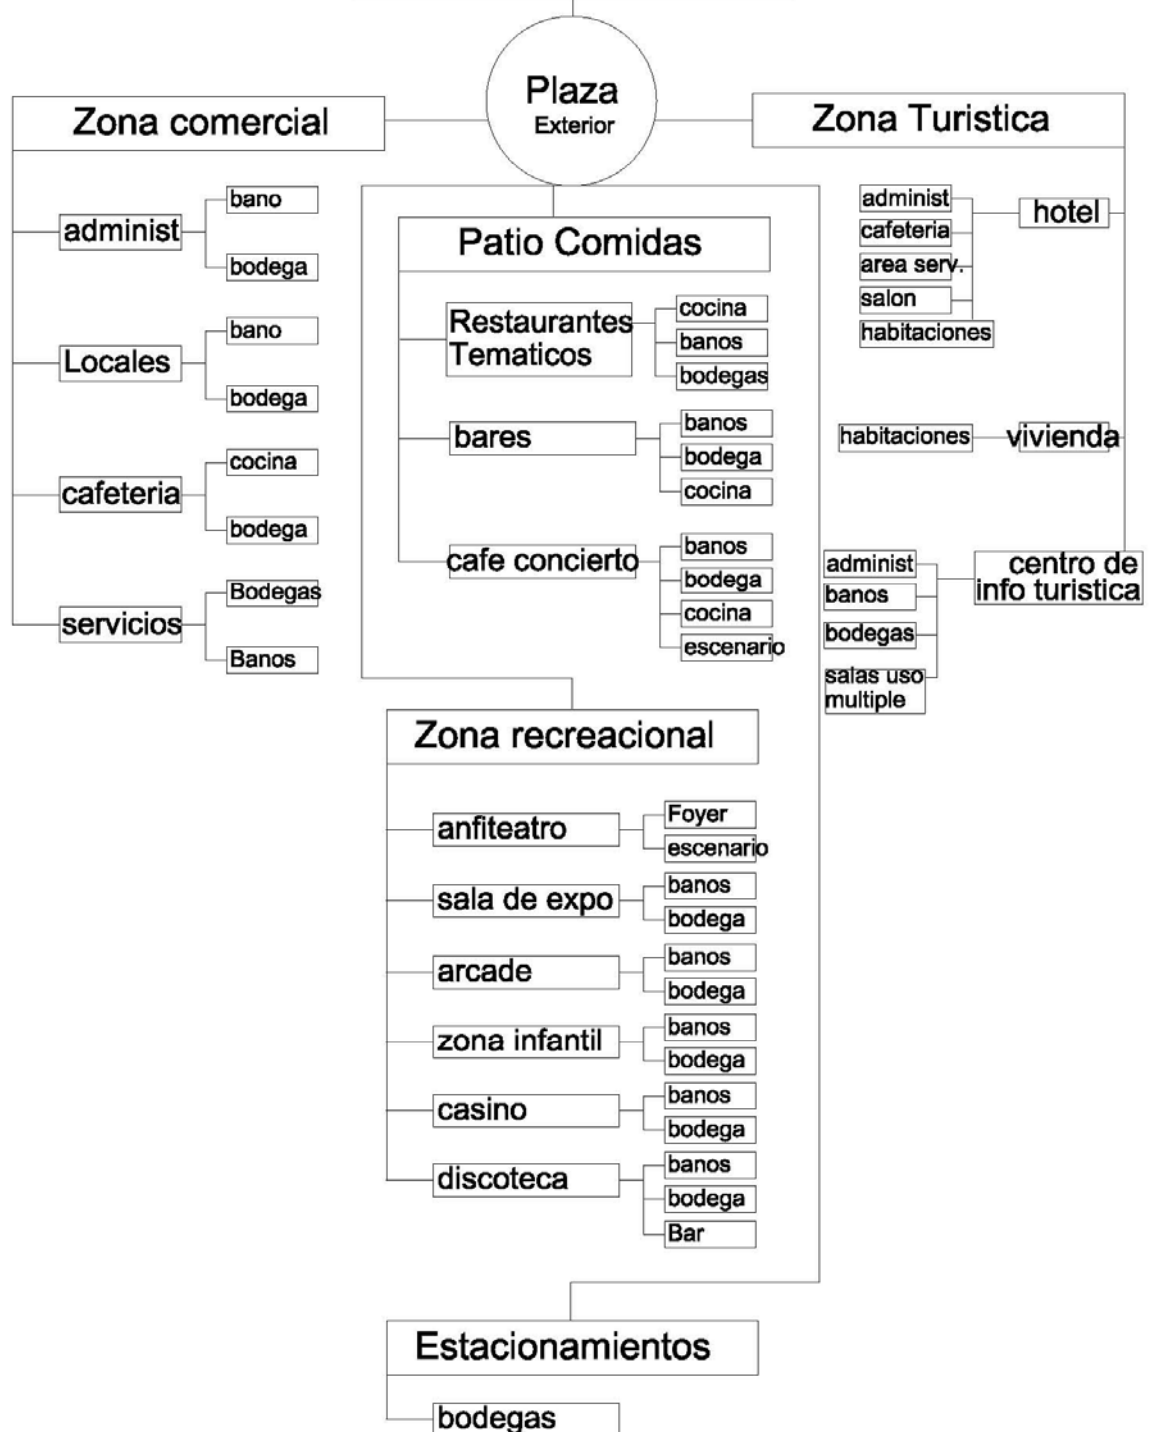 Plaza
Exterior
Zona comercial
administ
bano
bodega
Locales
bano
bodega
cafeteria
cocina
bodega
servicios
Bodegas
Banos
Patio Comidas
Restaurantes
Tematicos
cocina
banos
bodegas
bares
banos
bodega
cocina
cafe concierto
banos
bodega
cocina
escenario
Zona Turistica
hotel
administ
cafeteria
area serv.
salon
habitaciones
vivienda
habitaciones
centro de
info turistica
administ
banos
bodegas
salas uso
multiple
Zona recreacional
anfiteatro
Foyer
escenario
sala de expo
banos
bodega
arcade
banos
bodega
zona infantil
banos
bodega
casino
banos
bodega
discoteca
banos
bodega
Bar
Estacionamientos
bodegas